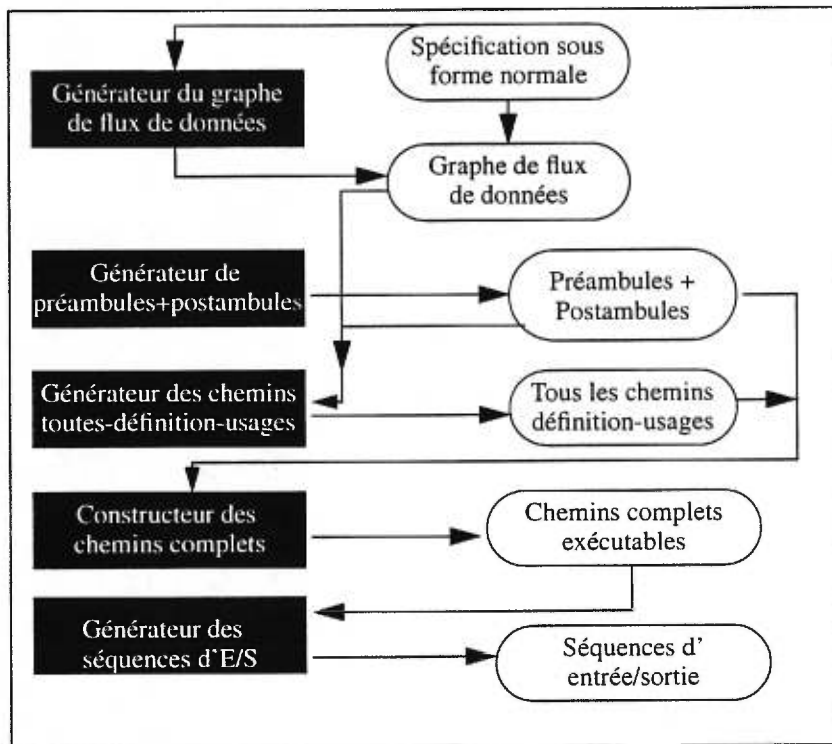 Spécification sous
forme normale
Générateur du graphe
de flux de données
Graphe de flux
de données
Générateur de
préambules+postambules
Préambules +
Postambules
Générateur des chemins
toutes-définition-usages
Tous les chemins
définition-usages
Constructeur des
chemins complets
Chemins complets
exécutables
Générateur des
séquences d'E/S
Séquences d'
entrée/sortie